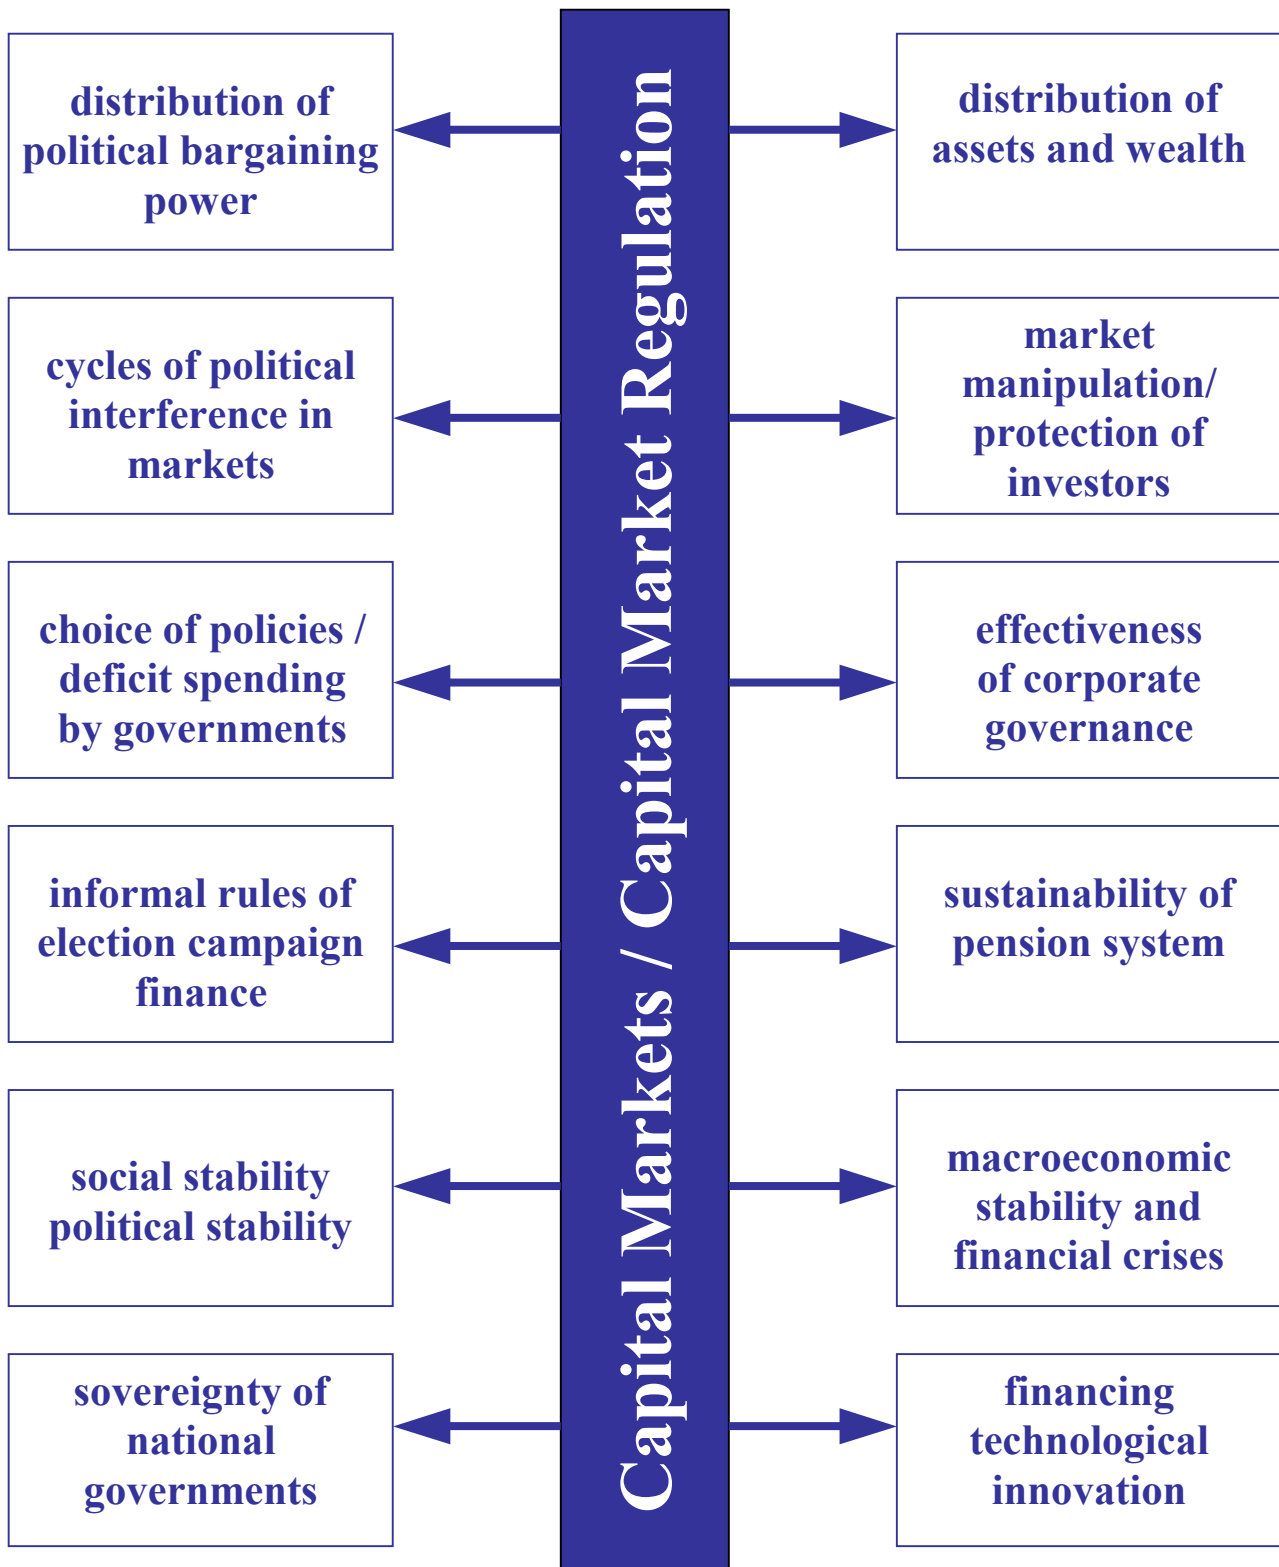 distribution of
political bargaining
power
cycles of political
interference in
markets
choice of policies /
deficit spending
by governments
informal rules of
election campaign
finance
social stability
political stability
sovereignty of
national
governments
Capital Markets / Capital Market Regulation
distribution of
assets and wealth
market
manipulation/
protection of
investors
effectiveness
of corporate
governance
sustainability of
pension system
macroeconomic
stability and
financial crises
financing
technological
innovation